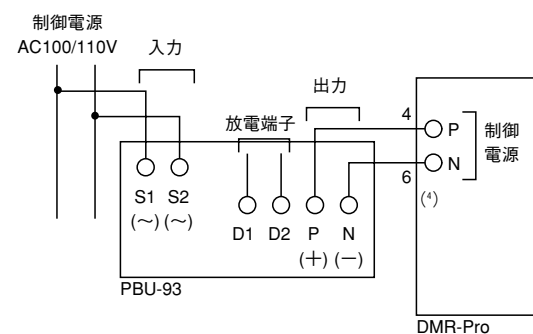 制御電源
AC100/110V
入力
出力
放電端子
4
P
制御
電源
6
N
(4)
S1 S2
(～) (～)
D1 D2 P N
(＋) (－)
PBU-93
DMR-Pro